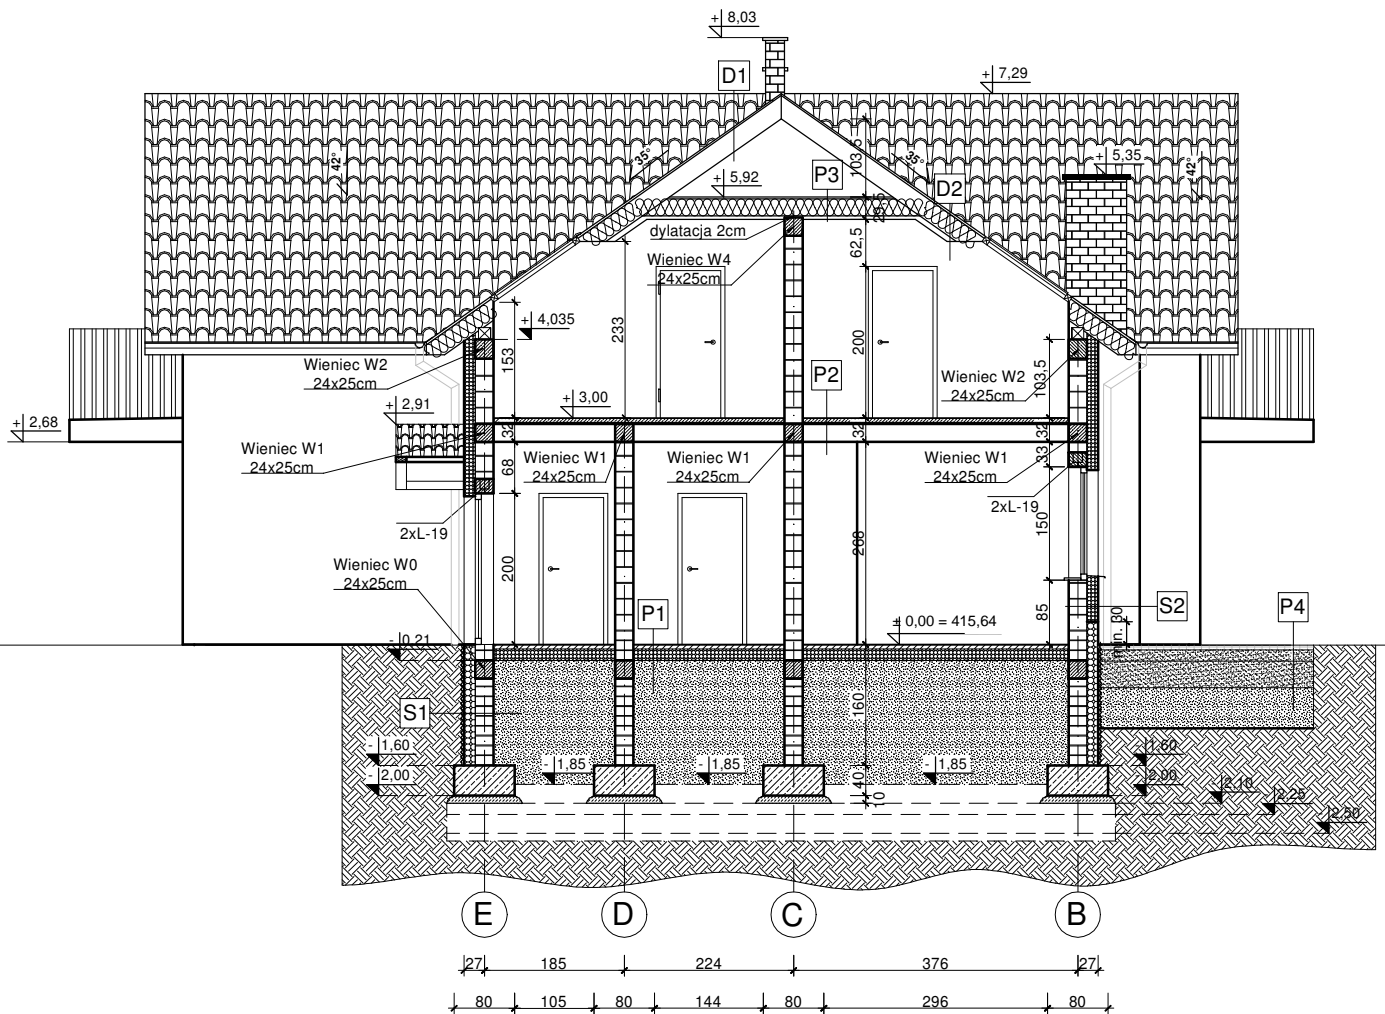 + 8,03
D1
+ 7,29
42°
35°
103,5
35°
+ 5,35
42°
+ 5,92
P3
D2
29,5
dylatacja 2cm
62,5
Wieniec W4
24x25cm
+ 4,035
233
153
200
Wieniec W2
24x25cm
P2
Wieniec W2
24x25cm
103,5
+ 3,00
+ 2,91
+ 2,68
32
32
32
Wieniec W1
24x25cm
68
Wieniec W1
24x25cm
Wieniec W1
24x25cm
Wieniec W1
24x25cm
33
2xL-19
2xL-19
150
268
Wieniec W0
24x25cm
200
P1
± 0,00 = 415,64
85
S2
min. 30
P4
- 0,21
S1
160
- 1,60
- 2,00
- 1,85
- 1,85
- 1,85
40
10
- 1,60
- 2,00
- 2,10
- 2,25
- 2,50
E
D
C
B
27
185
224
376
27
80
105
80
144
80
296
80